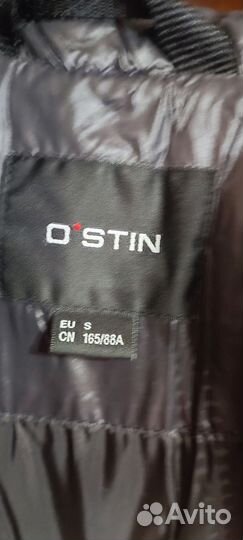 O'STIN
EU S
CN 165/88A
Avito